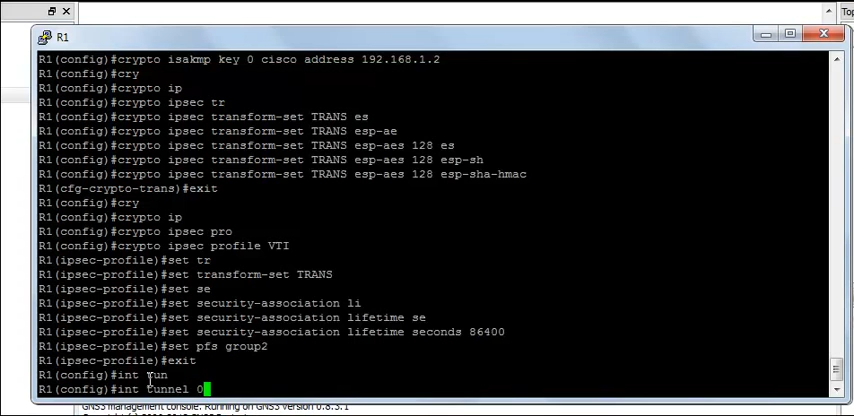 Top
R1
R1(config)#crypto isakmp key 0 cisco address 192.168.1.2
R1(config)#cry
R1(config)#crypto ip
R1(config)#crypto ipsec tr
R1(config)#crypto ipsec transform-set TRANS es
R1(config)#crypto ipsec transform-set TRANS esp-ae
R1(config)#crypto ipsec transform-set TRANS esp-aes 128 es
R1(config)#crypto ipsec transform-set TRANS esp-aes 128 esp-sh
R1(config)#crypto ipsec transform-set TRANS esp-aes 128 esp-sha-hmac
R1(cfg-crypto-trans)#exit
R1(config)#cry
R1(config)#crypto ip
R1(config)#crypto ipsec pro
R1(config)#crypto ipsec profile VTI
R1(ipsec-profile)#set tr
R1(ipsec-profile)#set transform-set TRANS
R1(ipsec-profile)#set se
R1(ipsec-profile)#set security-association li
R1(ipsec-profile)#set security-association lifetime se
R1(ipsec-profile)#set security-association lifetime seconds 86400
R1(ipsec-profile)#set pfs group2
R1(ipsec-profile)#exit
R1(config)#int tun
R1(config)#int tunnel 0
GNS3 management console. Running on GNS3 version 0.8.3.1